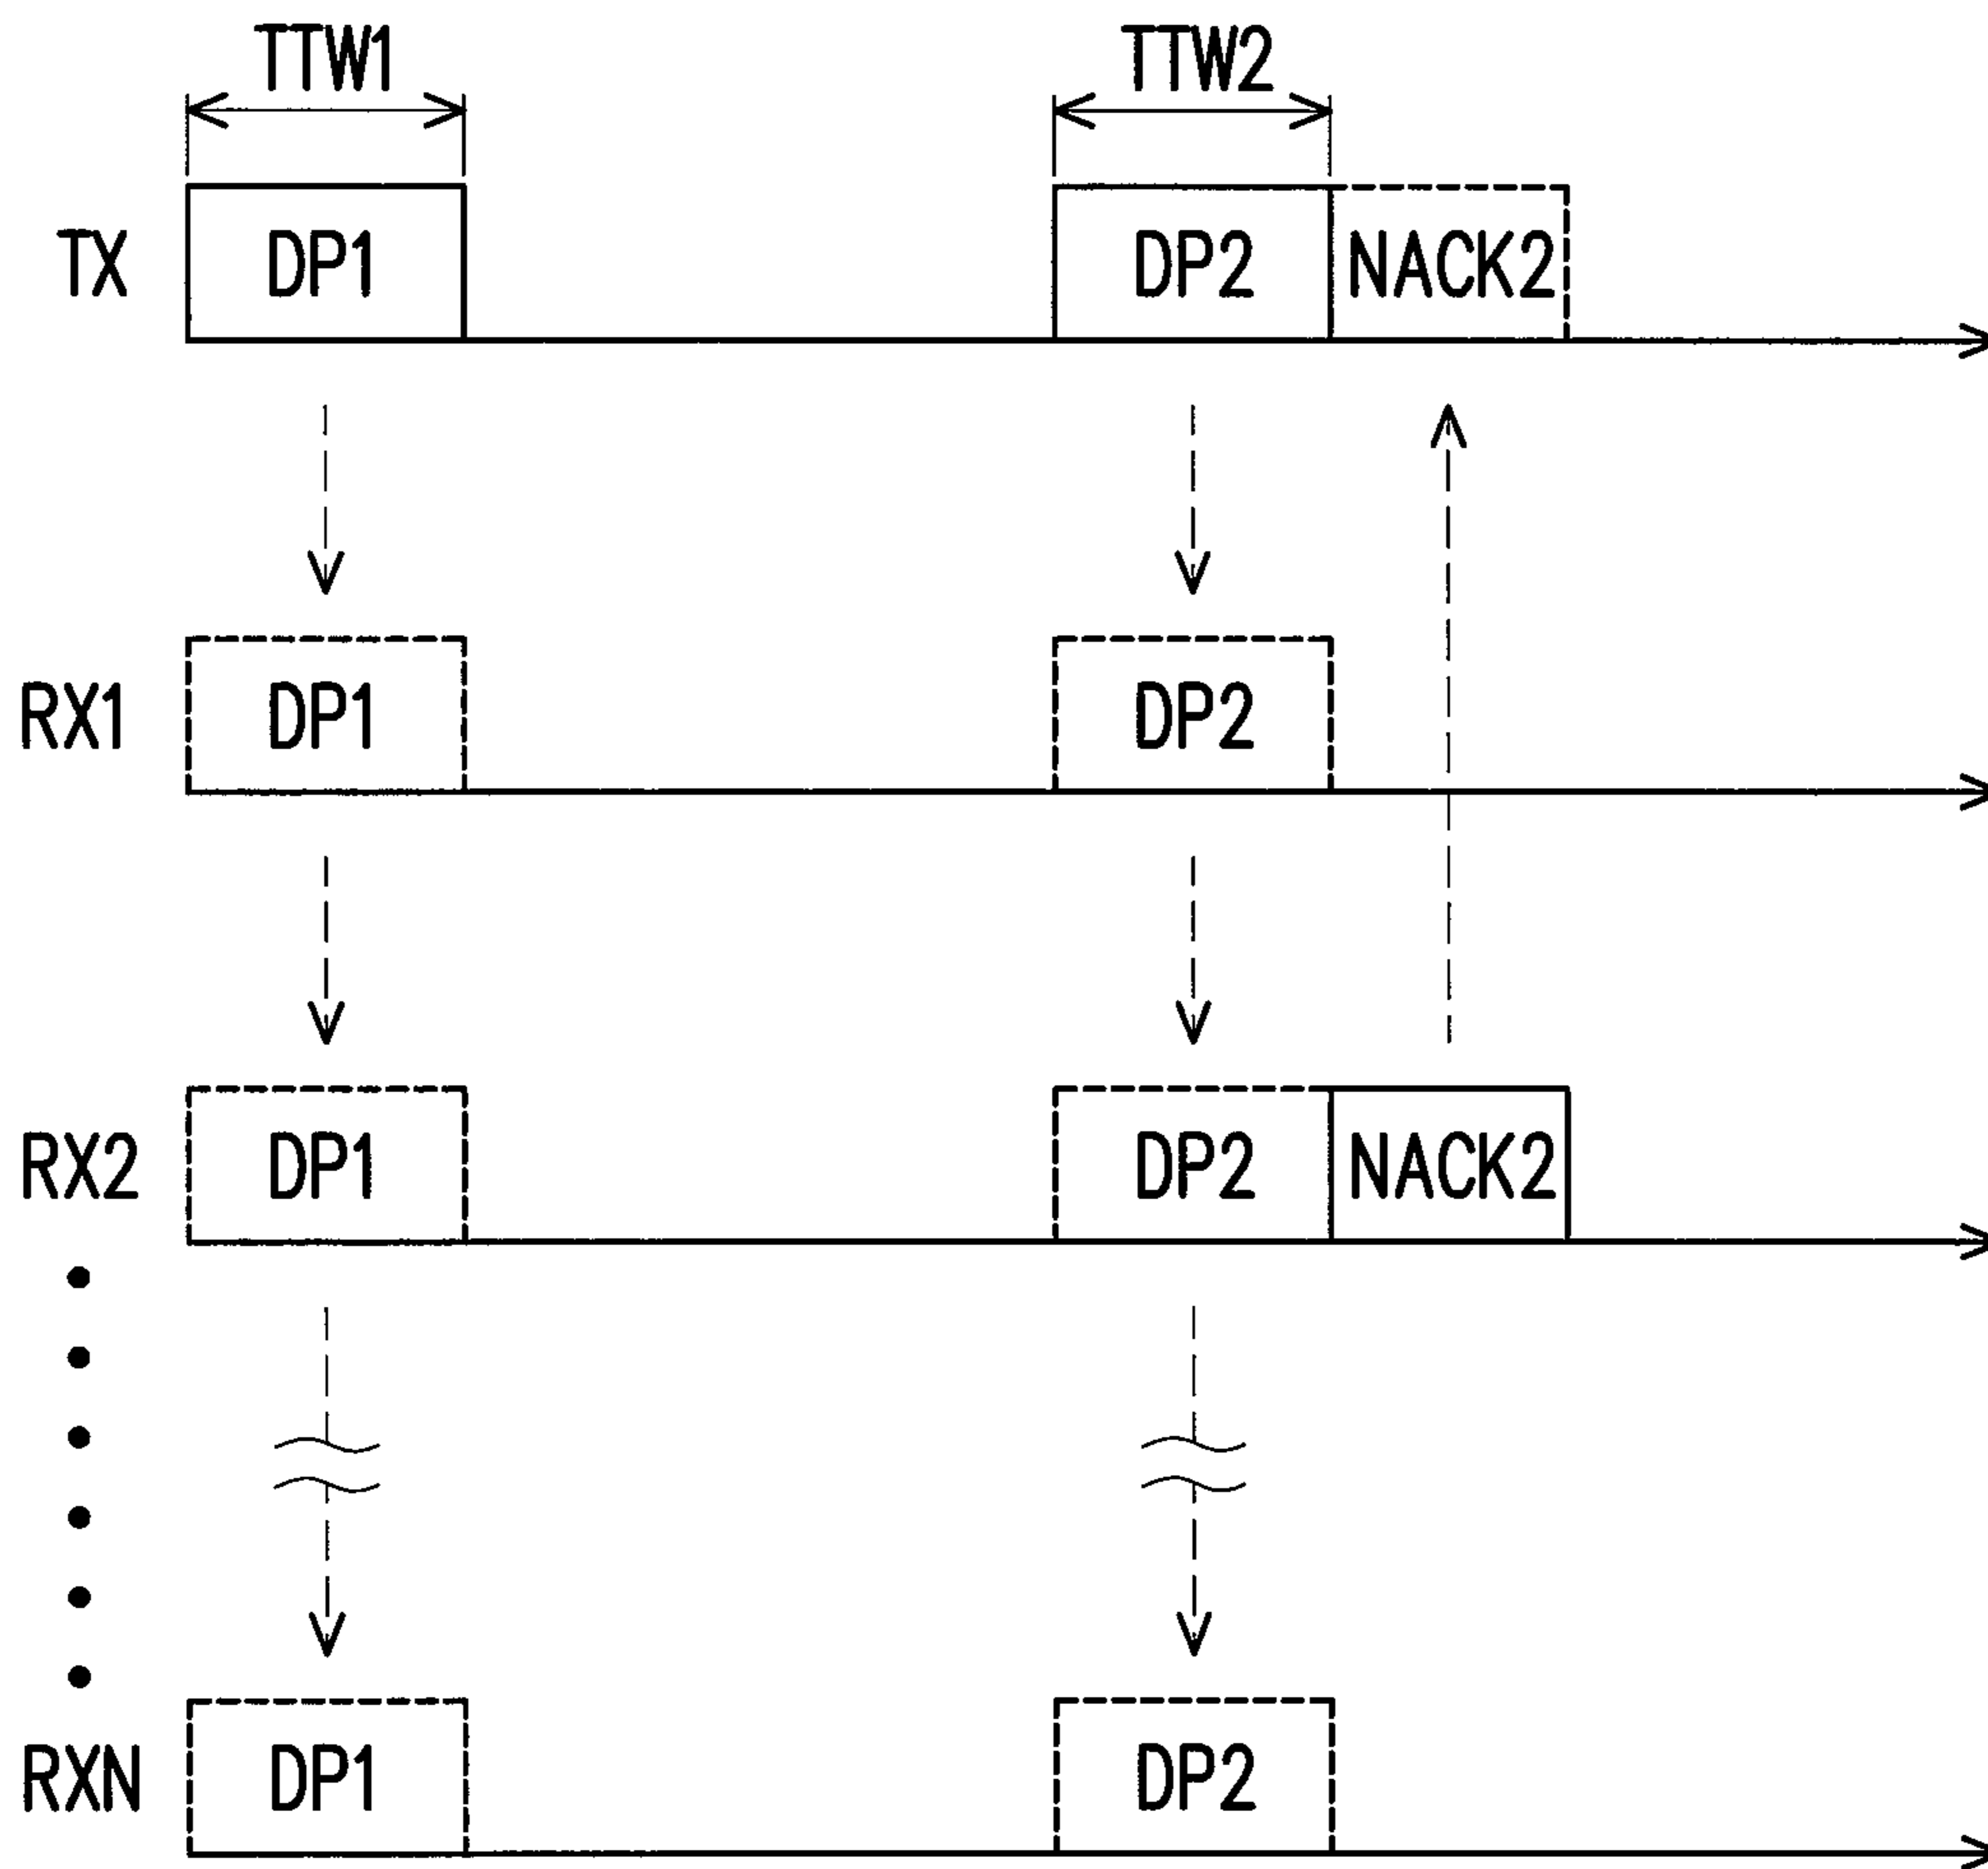 TTW1 TTW2
TX DP1 DP2 NACK2
RX1 DP1 DP2
RX2 DP1 DP2 NACK2
RXN DP1 DP2